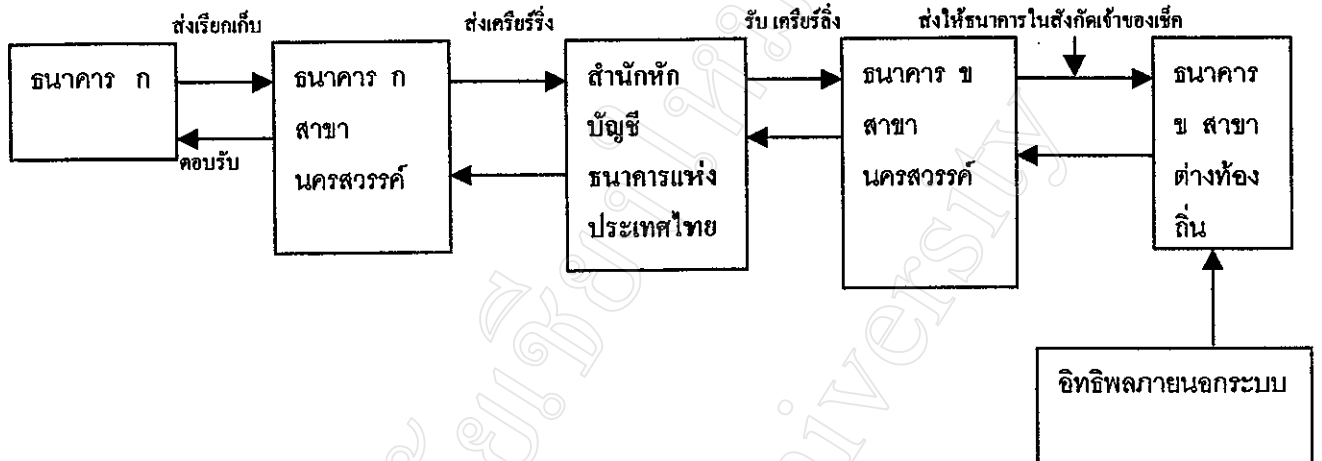 ส่งเรียกเก็บ
ส่งเครียร์ริ่ง
รับ เครียร์ลิ่ง
ส่งให้ธนาคารในสังกัดเจ้าของเช็ค
ธนาคาร ก
ตอบรับ
ธนาคาร ก
สาขา
นครสวรรค์
สำนักหัก
บัญชี
ธนาคารแห่ง
ประเทศไทย
ธนาคาร ข
สาขา
นครสวรรค์
ธนาคาร
ข สาขา
ต่างท้อง
ถิ่น
อิทธิพลภายนอกระบบ
University